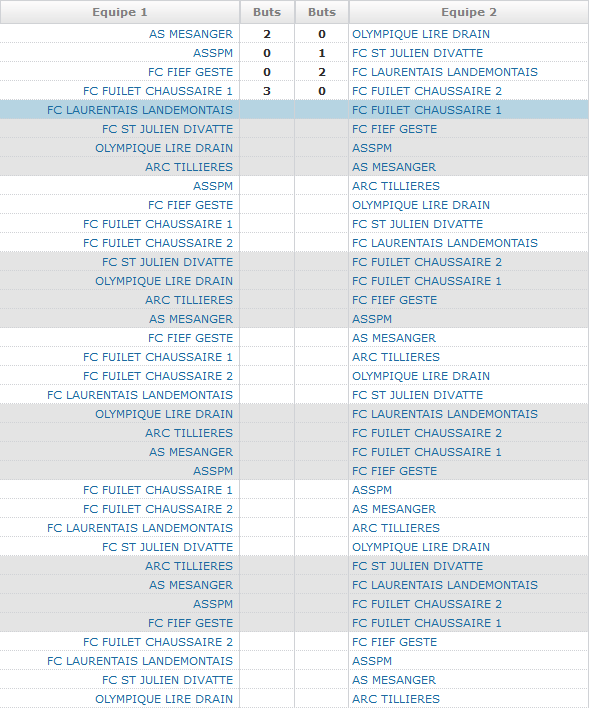 Equipe 1 Buts Buts Equipe 2
AS MESANGER 2 0 OLYMPIQUE LIRE DRAIN
ASSPM 0 1 FC ST JULIEN DIVATTE
FC FIEF GESTE 0 2 FC LAURENTAIS LANDEMONTAIS
FC FUILET CHAUSSAIRE 1 3 0 FC FUILET CHAUSSAIRE 2
FC LAURENTAIS LANDEMONTAIS FC FUILET CHAUSSAIRE 1
FC ST JULIEN DIVATTE FC FIEF GESTE
OLYMPIQUE LIRE DRAIN ASSPM
ARC TILLIERES AS MESANGER
ASSPM ARC TILLIERES
FC FIEF GESTE OLYMPIQUE LIRE DRAIN
FC FUILET CHAUSSAIRE 1 FC ST JULIEN DIVATTE
FC FUILET CHAUSSAIRE 2 FC LAURENTAIS LANDEMONTAIS
FC ST JULIEN DIVATTE FC FUILET CHAUSSAIRE 2
OLYMPIQUE LIRE DRAIN FC FUILET CHAUSSAIRE 1
ARC TILLIERES FC FIEF GESTE
AS MESANGER ASSPM
FC FIEF GESTE AS MESANGER
FC FUILET CHAUSSAIRE 1 ARC TILLIERES
FC FUILET CHAUSSAIRE 2 OLYMPIQUE LIRE DRAIN
FC LAURENTAIS LANDEMONTAIS FC ST JULIEN DIVATTE
OLYMPIQUE LIRE DRAIN FC LAURENTAIS LANDEMONTAIS
ARC TILLIERES FC FUILET CHAUSSAIRE 2
AS MESANGER FC FUILET CHAUSSAIRE 1
ASSPM FC FIEF GESTE
FC FUILET CHAUSSAIRE 1 ASSPM
FC FUILET CHAUSSAIRE 2 AS MESANGER
FC LAURENTAIS LANDEMONTAIS ARC TILLIERES
FC ST JULIEN DIVATTE OLYMPIQUE LIRE DRAIN
ARC TILLIERES FC ST JULIEN DIVATTE
AS MESANGER FC LAURENTAIS LANDEMONTAIS
ASSPM FC FUILET CHAUSSAIRE 2
FC FIEF GESTE FC FUILET CHAUSSAIRE 1
FC FUILET CHAUSSAIRE 2 FC FIEF GESTE
FC LAURENTAIS LANDEMONTAIS ASSPM
FC ST JULIEN DIVATTE AS MESANGER
OLYMPIQUE LIRE DRAIN ARC TILLIERES